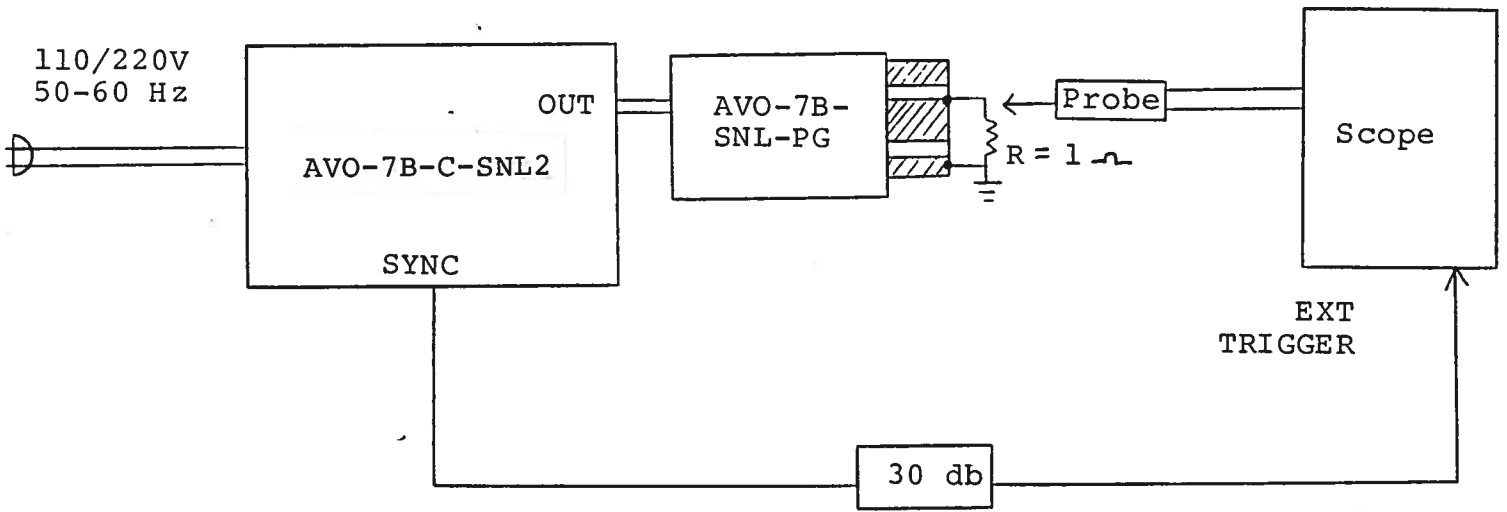 110/220V
50-60 Hz
OUT
AVO-7B-C-SNL2
SYNC
AVO-7B-
SNL-PG
R = 1 Ω
Probe
Scope
EXT
TRIGGER
30 db